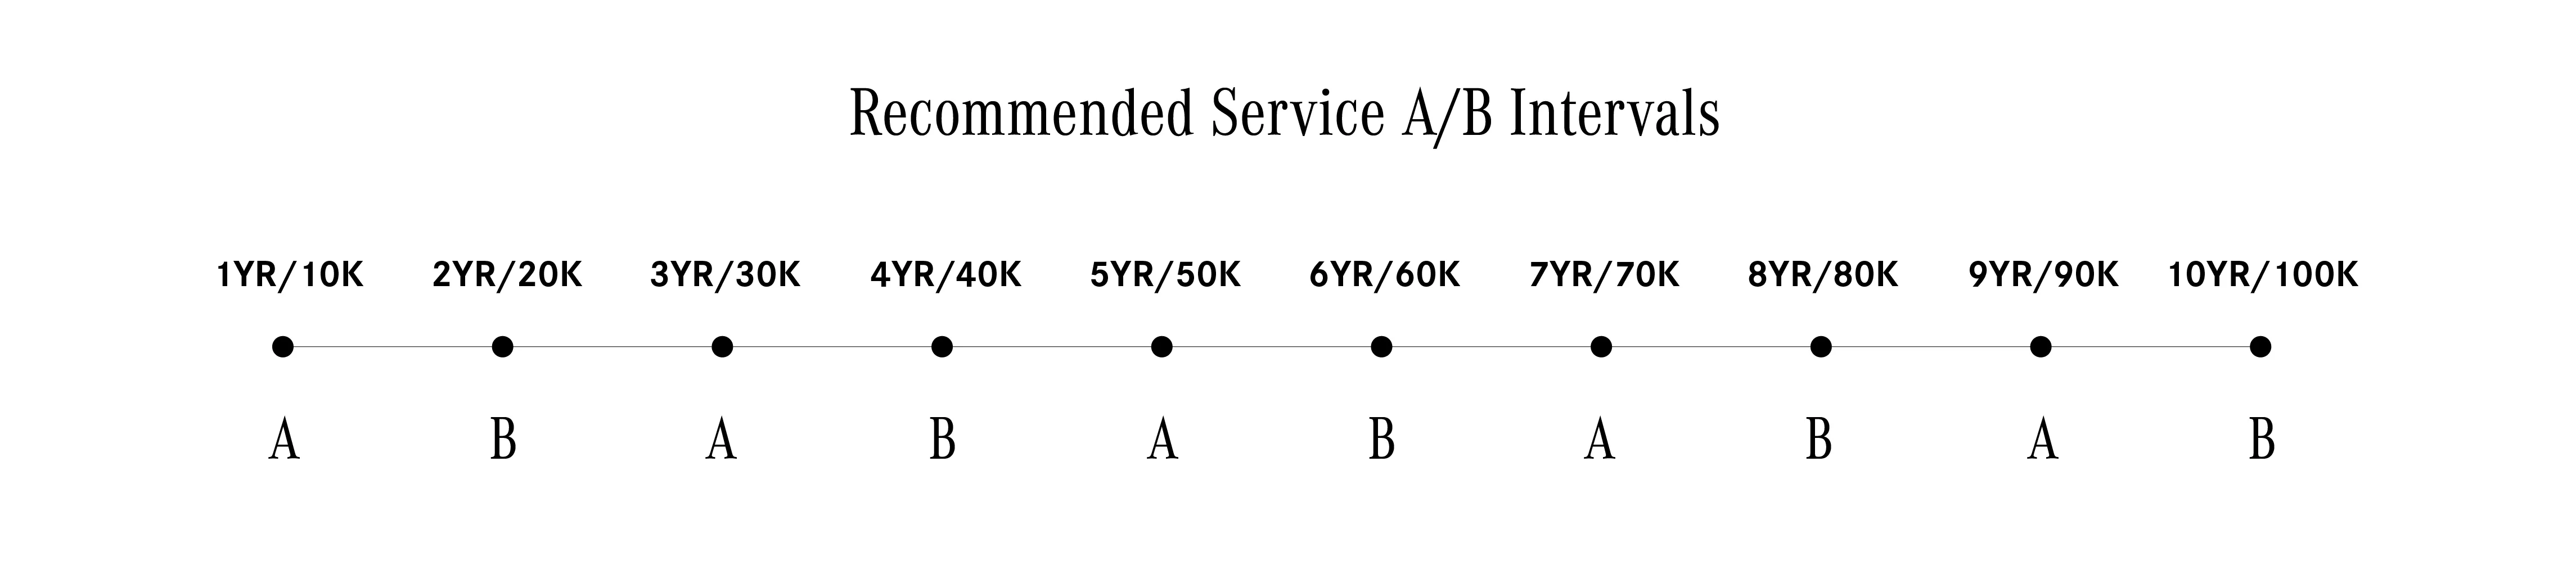 Recommended Service A/B Intervals
1YR/10K 2YR/20K 3YR/30K 4YR/40K 5YR/50K 6YR/60K 7YR/70K 8YR/80K 9YR/90K 10YR/100K
A B A B A B A B A B